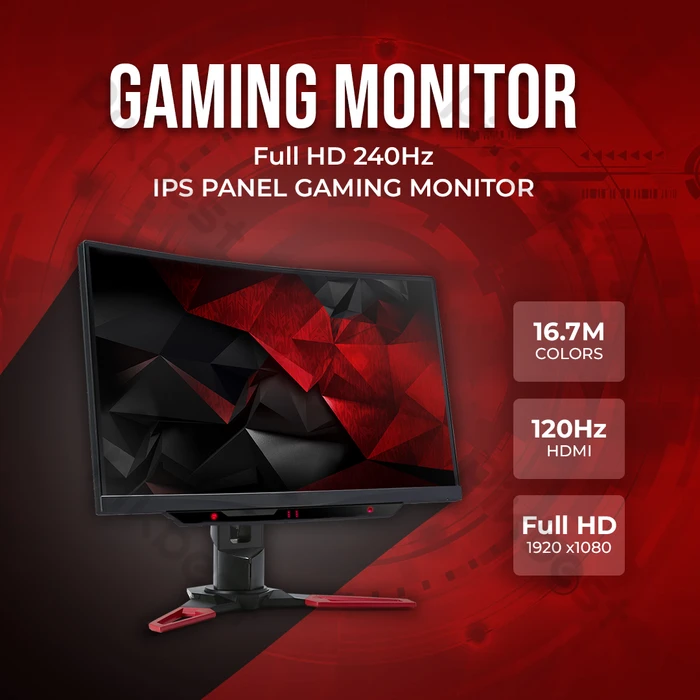 GAMING MONITOR
Full HD 240Hz
IPS PANEL GAMING MONITOR
16.7M
COLORS
120Hz
HDMI
Full HD
1920 x1080